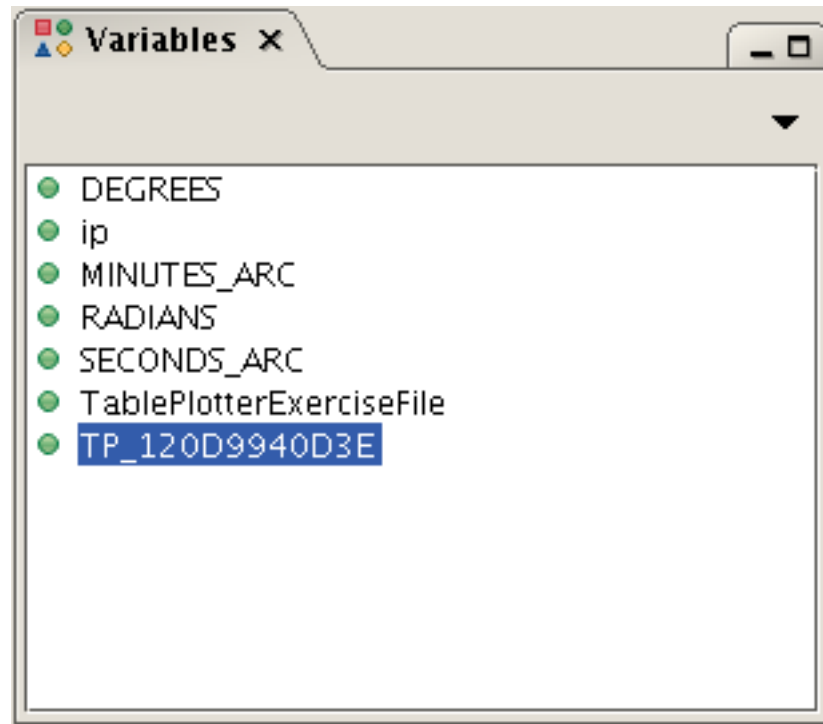 Variables
DEGREES
ip
MINUTES_ARC
RADIANS
SECONDS_ARC
TablePlotterExerciseFile
TP_120D9940D3E